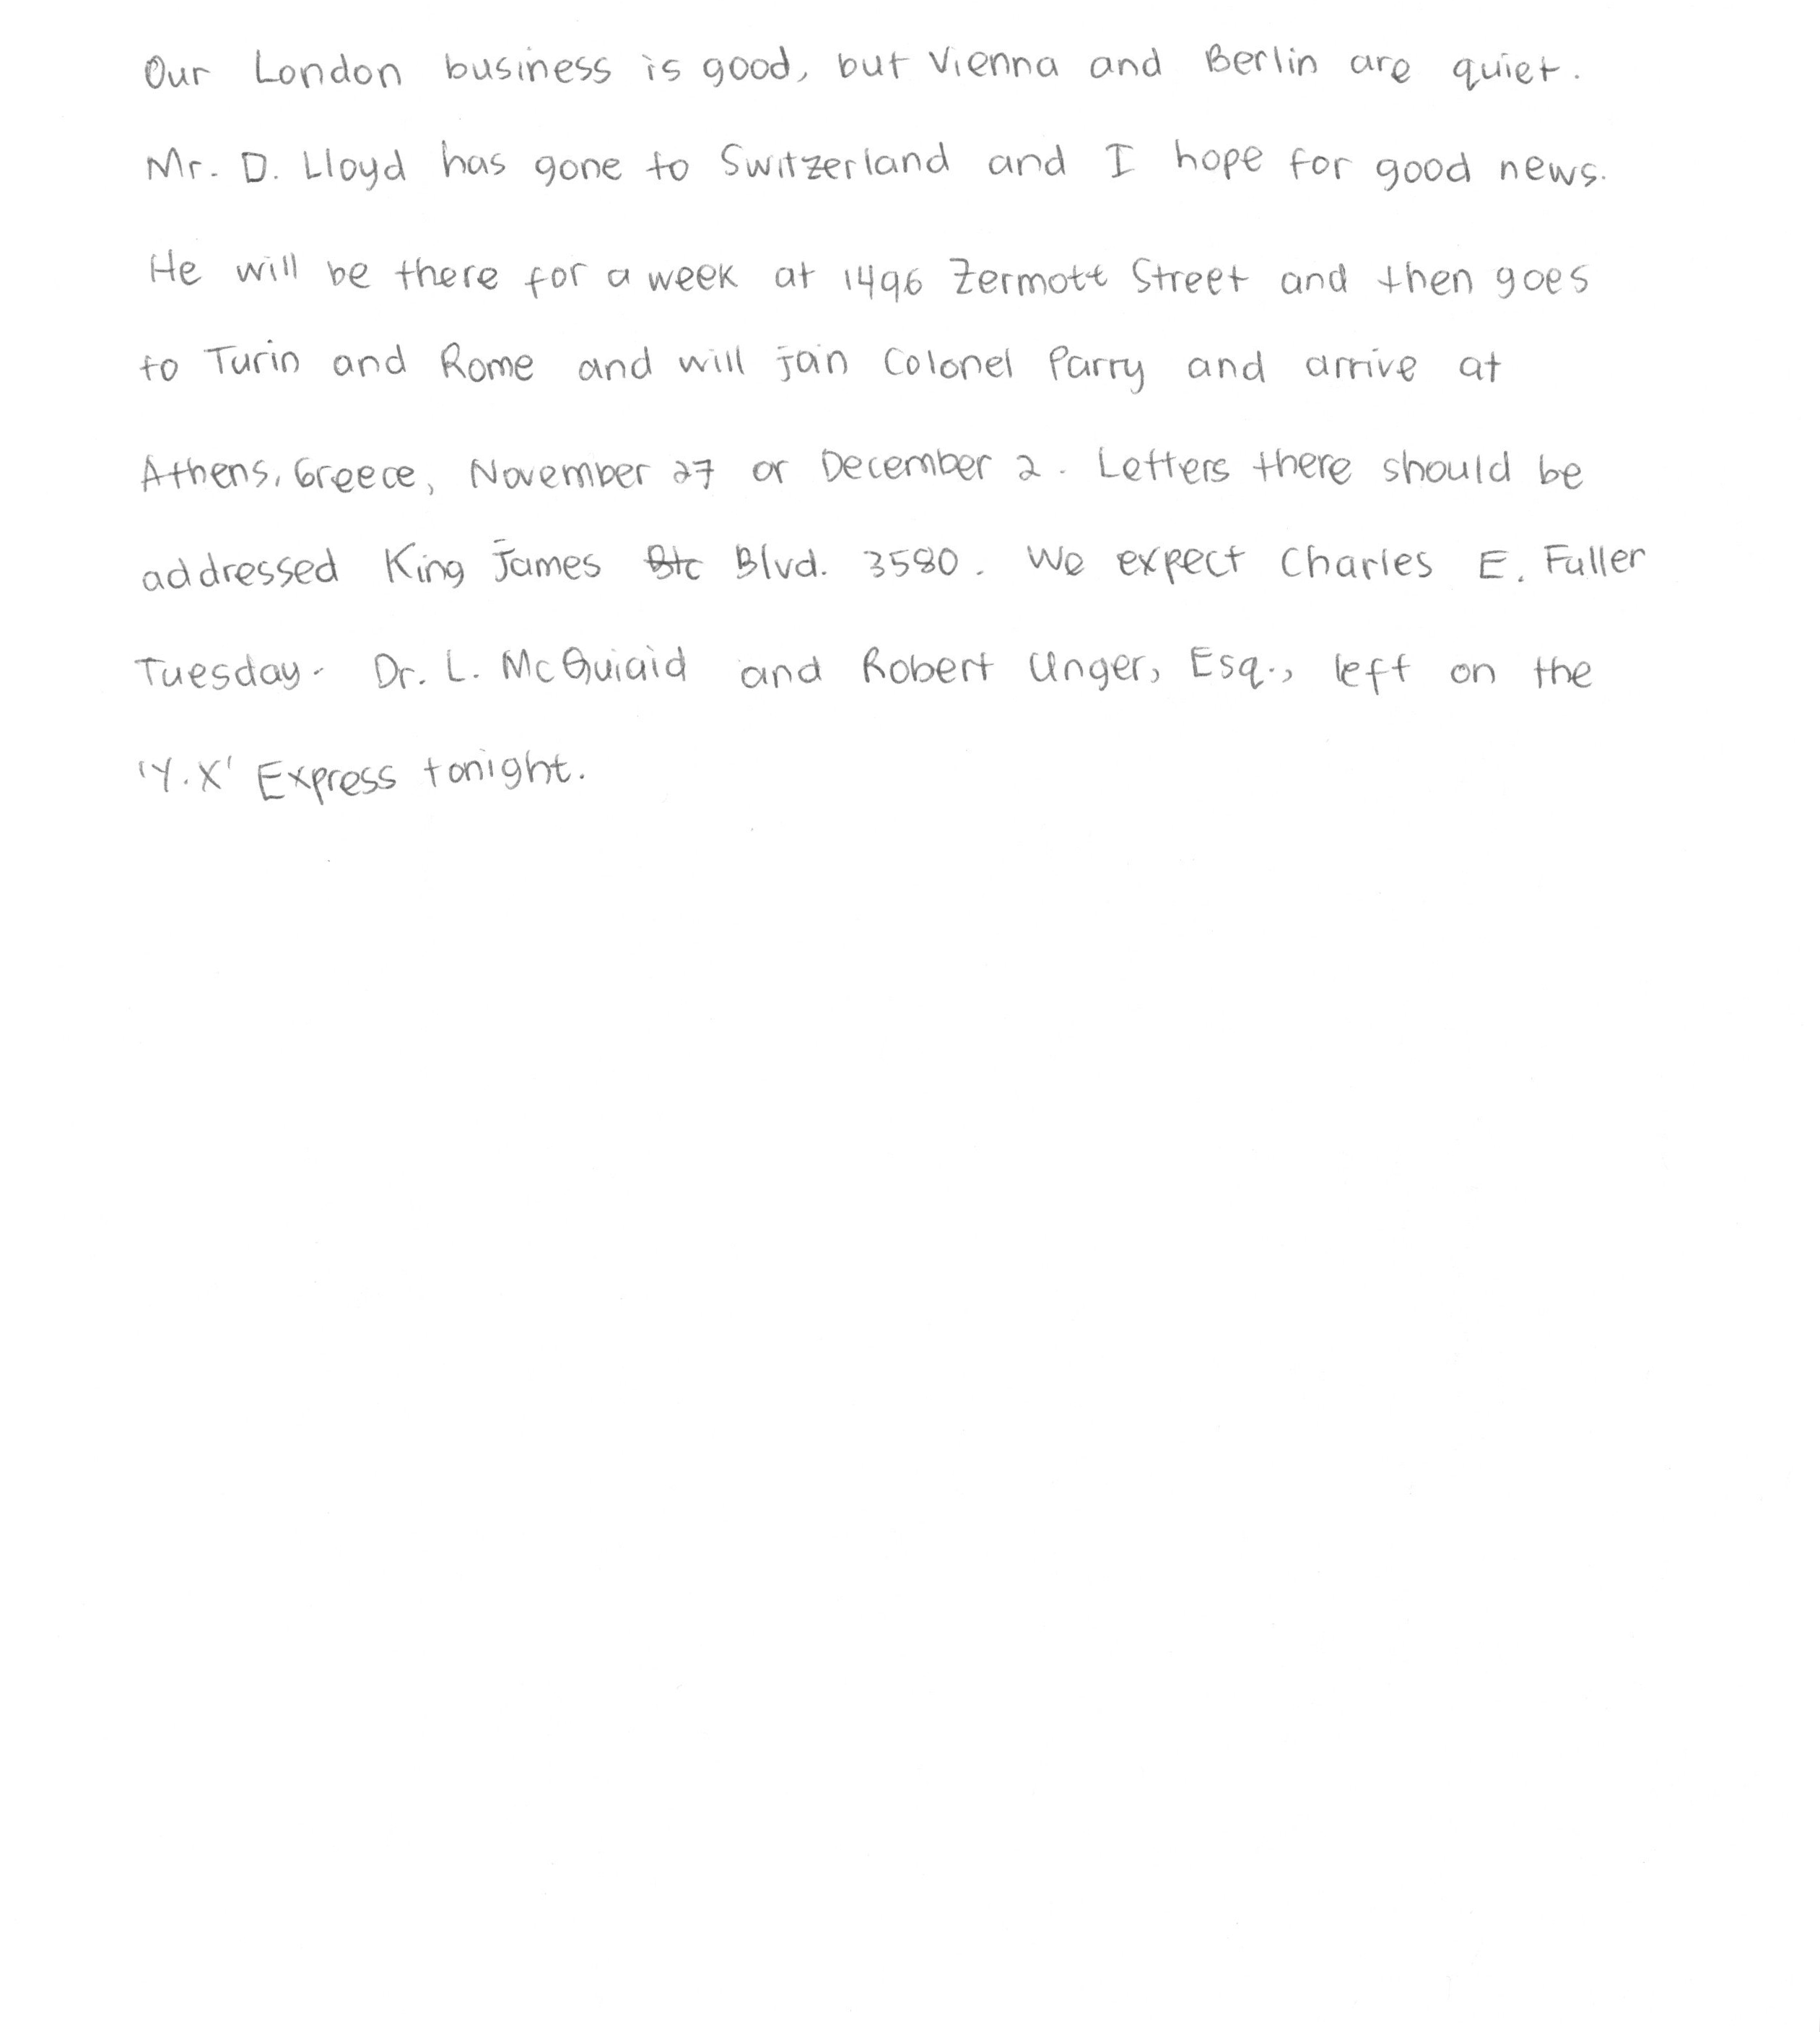 Our London business is good, but Vienna and Berlin are quiet.
Mr. D. Lloyd has gone to Switzerland and I hope for good news.
He will be there for a week at 1496 Zermott Street and then goes
to Turin and Rome and will join Colonel Parry and arrive at
Athens, Greece, November 27 or December 2. Letters there should be
addressed King James Blvd. 3580. We expect Charles E. Fuller
Tuesday. Dr. L. McQuiaid and Robert Unger, Esq., left on the
'Y.X' Express tonight.